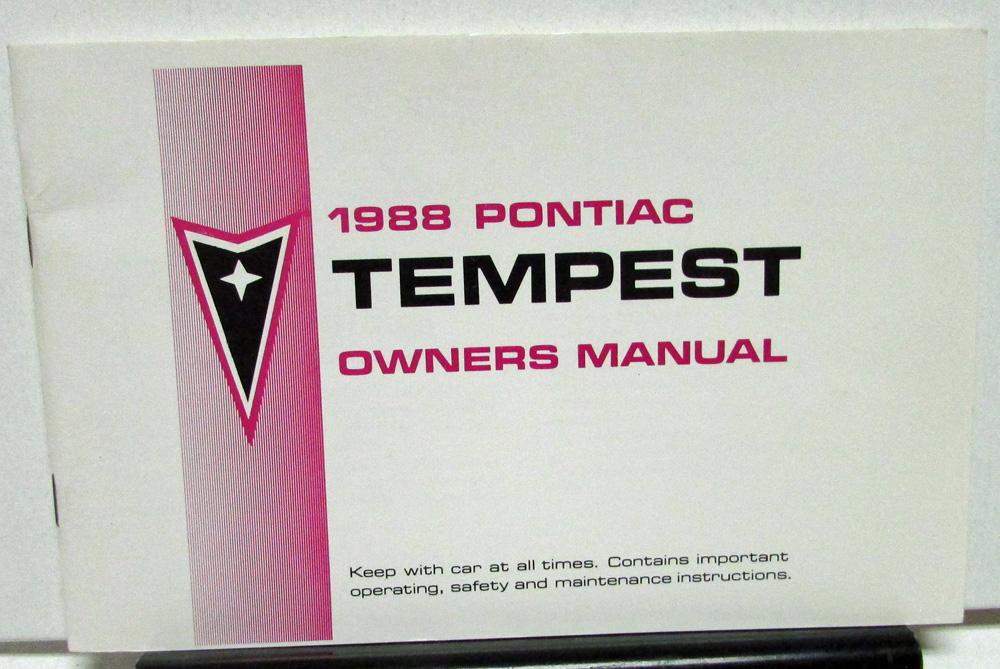 1988 PONTIAC
TEMPEST
OWNERS MANUAL
Keep with car at all times. Contains important
operating, safety and maintenance instructions.